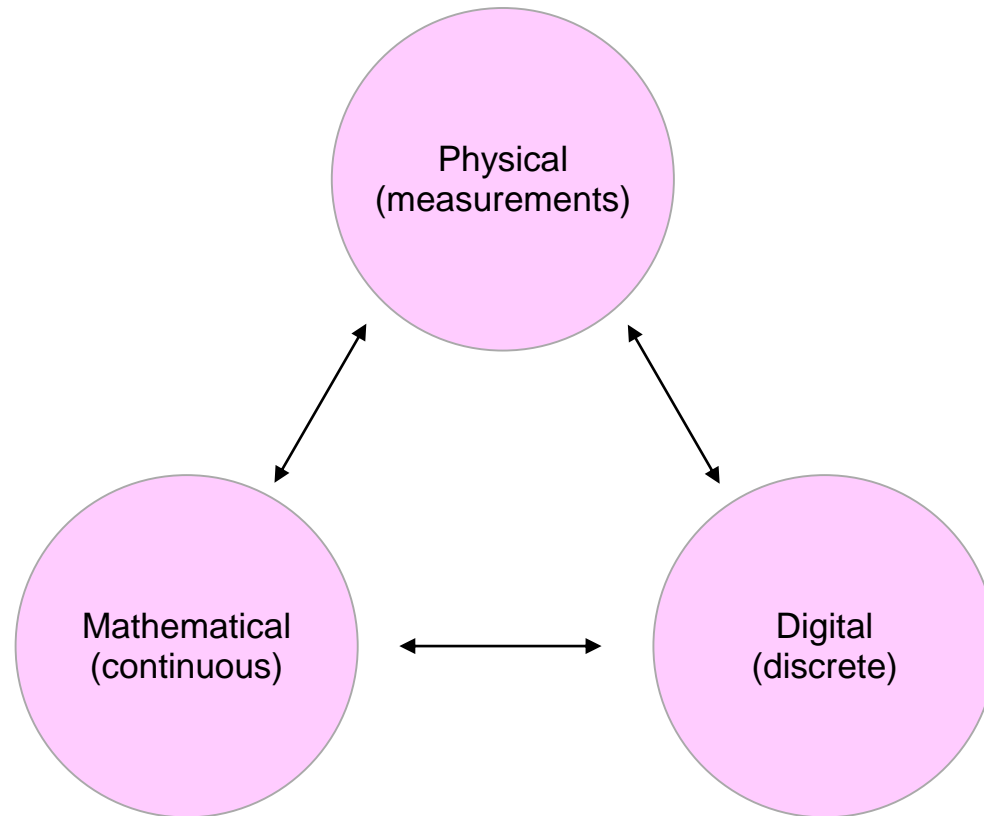 Physical
(measurements)
Mathematical
(continuous)
Digital
(discrete)